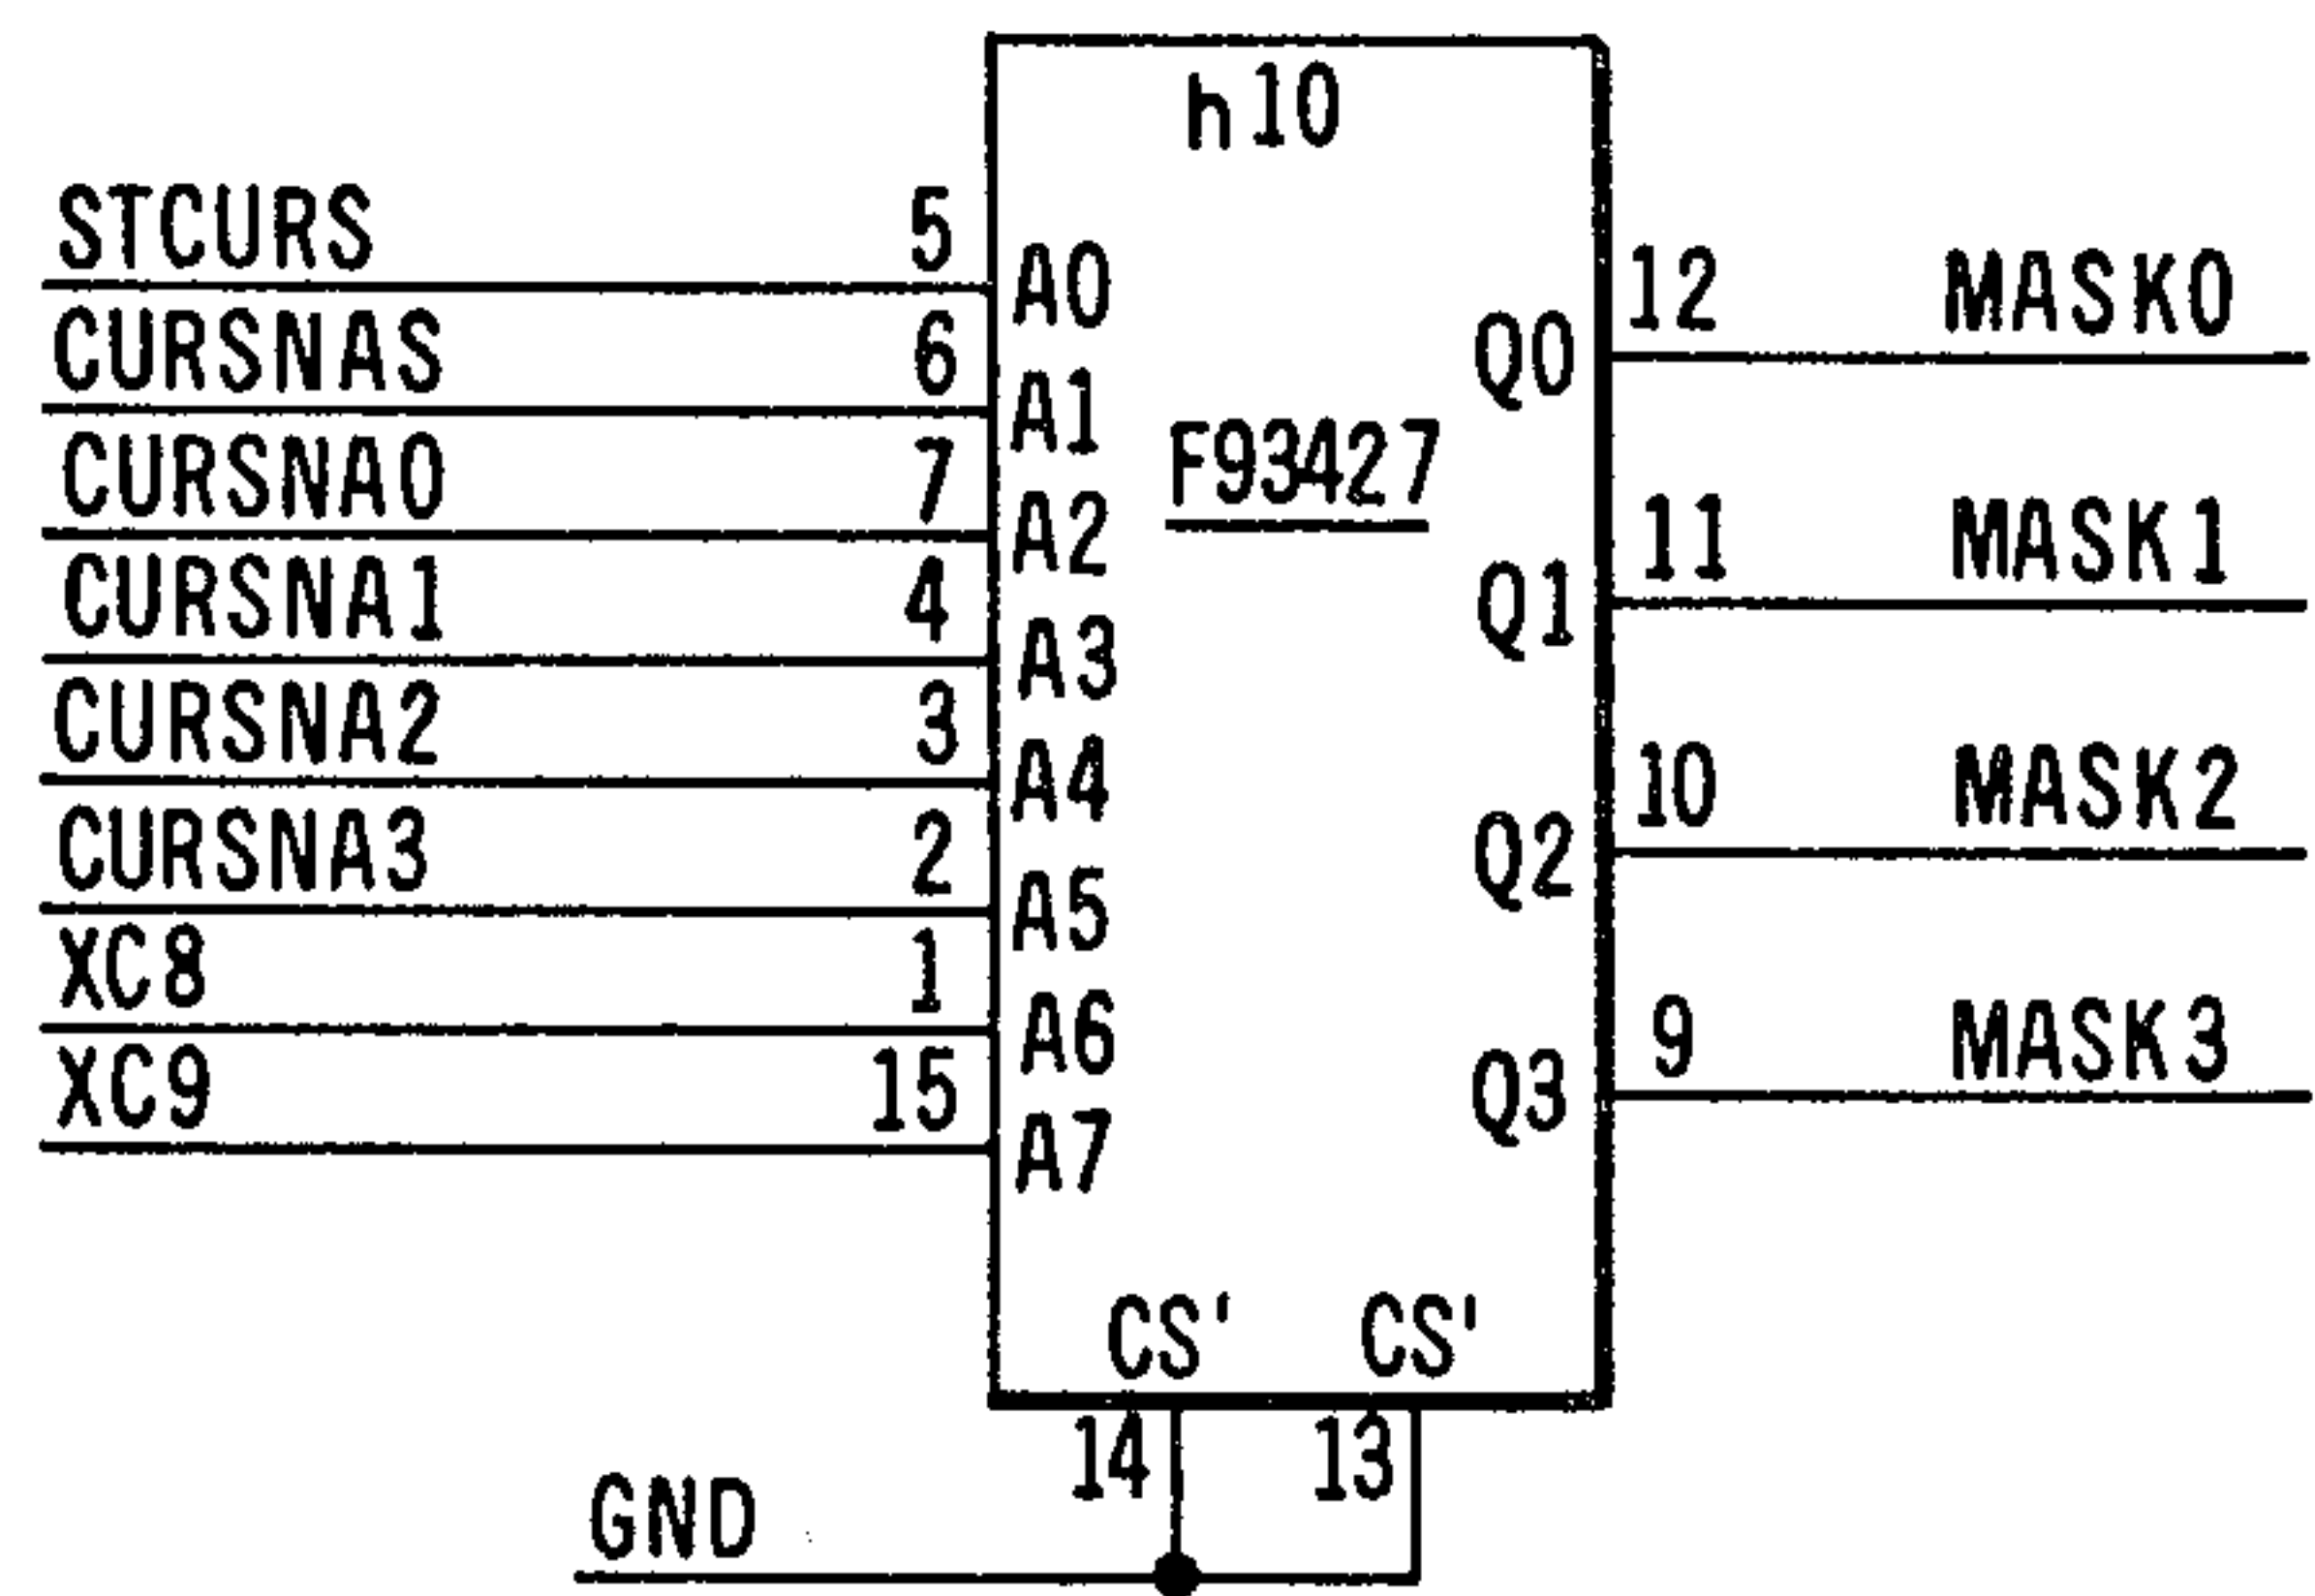 h10
STCURS 5 A0
Q0 12 MASK0
CURSNAS 6 A1
F93427
CURSNA0 7 A2
Q1 11 MASK1
CURSNA1 4 A3
CURSNA2 3 A4
Q2 10 MASK2
CURSNA3 2 A5
XC8 1 A6
Q3 9 MASK3
XC9 15 A7
CS' CS'
14 13
GND